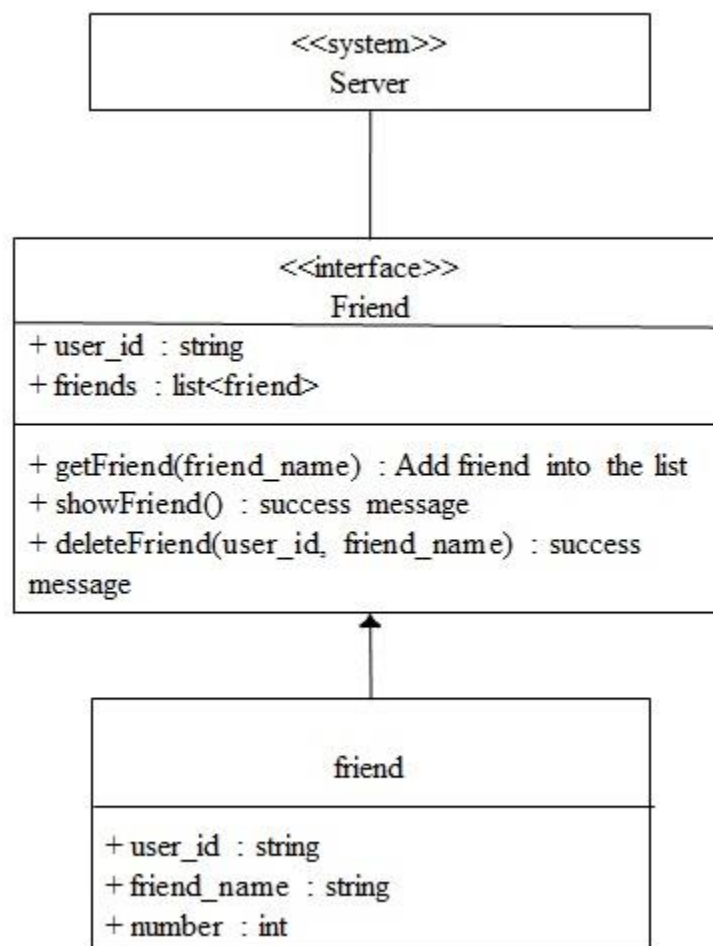 <<system>>
Server
<<interface>>
Friend
+ user_id : string
+ friends : list<friend>
+ getFriend(friend_name) : Add friend into the list
+ showFriend() : success message
+ deleteFriend(user_id, friend_name) : success
message
friend
+ user_id : string
+ friend_name : string
+ number : int